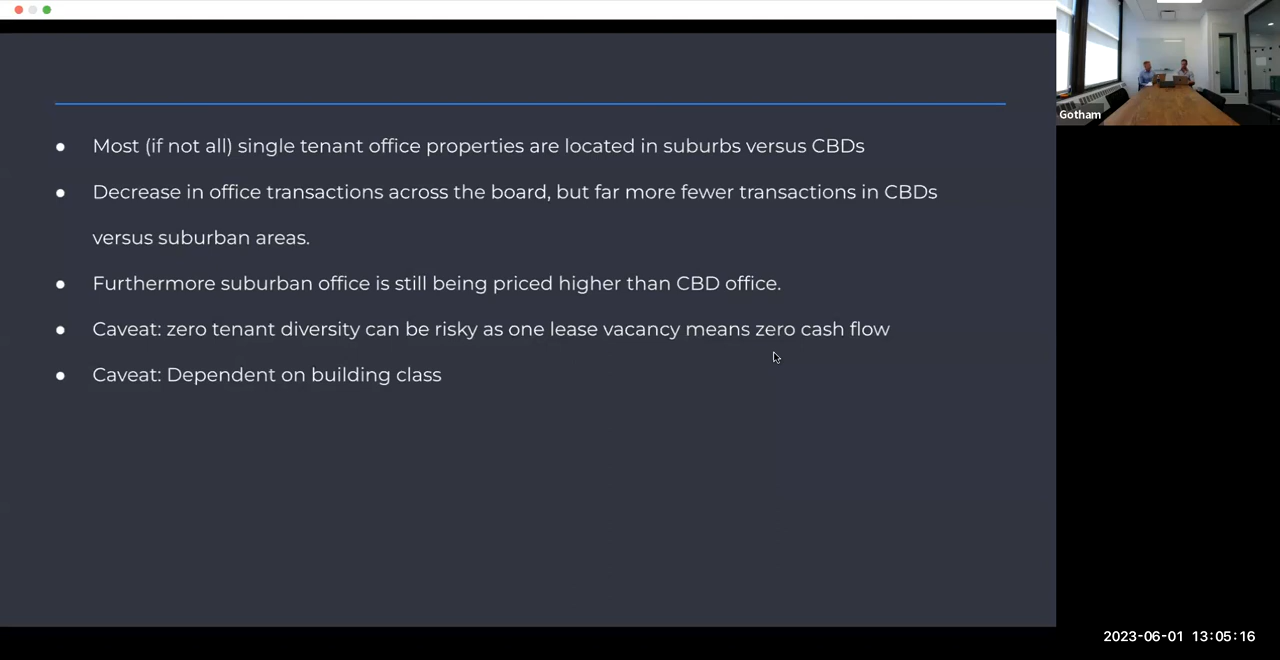 Most (if not all) single tenant office properties are located in suburbs versus CBDs
Decrease in office transactions across the board, but far more fewer transactions in CBDs
versus suburban areas.
Furthermore suburban office is still being priced higher than CBD office.
Caveat: zero tenant diversity can be risky as one lease vacancy means zero cash flow
Caveat: Dependent on building class
Gotham
2023-06-01 13:05:16